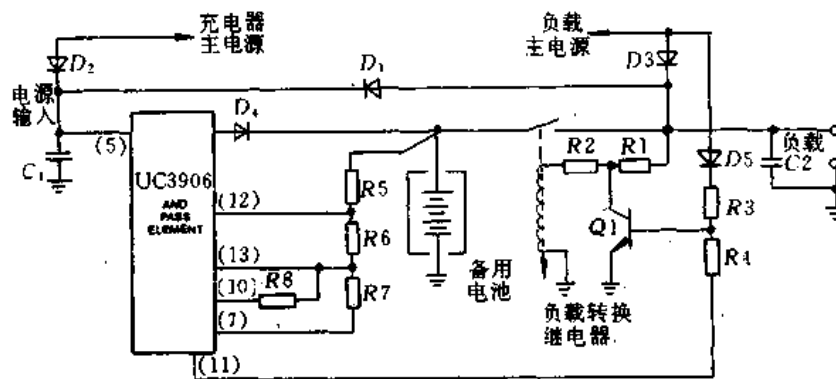 充电器
主电源
负载
主电源
D2
D1
D3
电源
输入
(5)
D4
R2
R1
负载
C2
D5
C1
UC3906
AND PASS
ELEMENT
R5
(12)
R6
Q1
R3
(13)
R4
(10)
R8
R7
备用
电池
(7)
负载转换
继电器
(11)